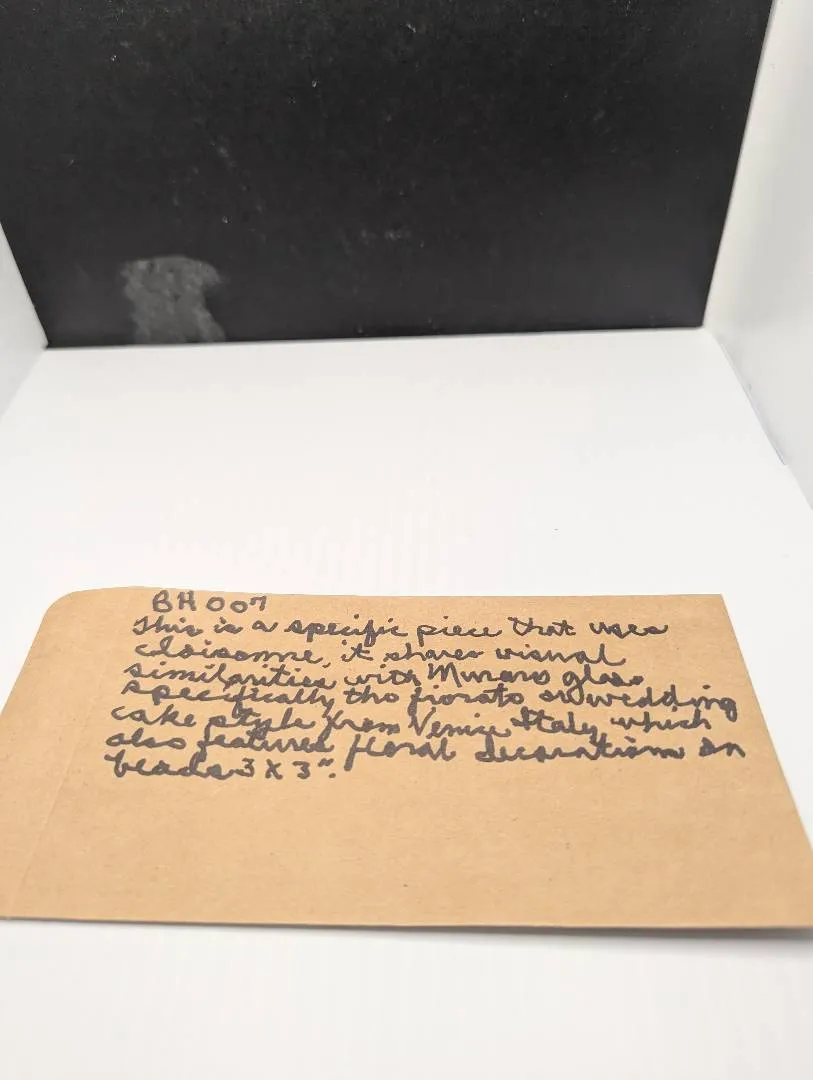 BH007
This is a specific piece that uses
cloisonne, it shares visual
similarities with Murano glass
specifically the fiorato or wedding
cake style from Venice Italy, which
also features floral decorations on
beads 3 X 3".